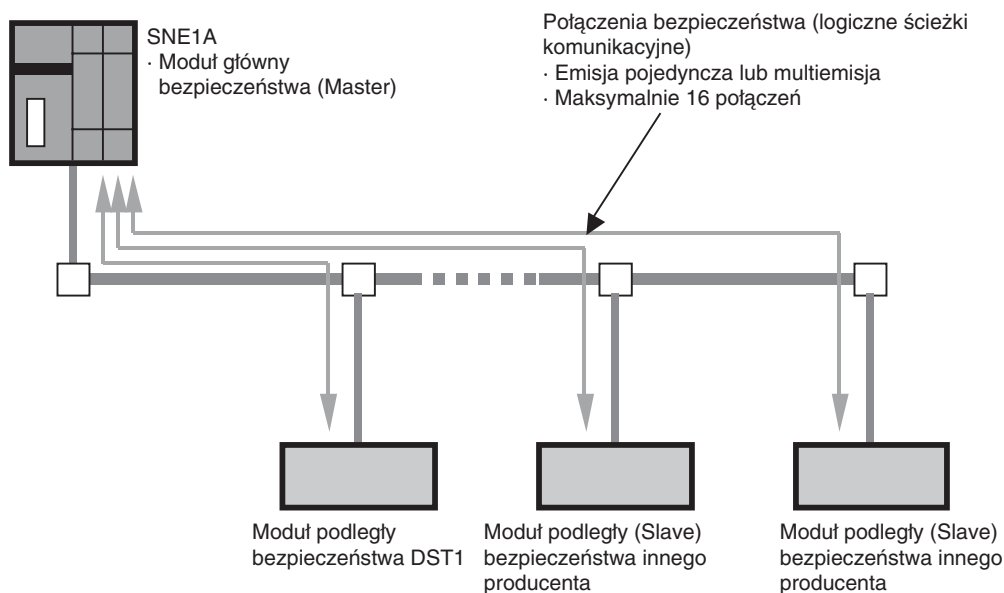 SNE1A
· Moduł główny
bezpieczeństwa (Master)
Połączenia bezpieczeństwa (logiczne ścieżki
komunikacyjne)
· Emisja pojedyncza lub multiemisja
· Maksymalnie 16 połączeń
Moduł podległy
bezpieczeństwa DST1
Moduł podległy (Slave)
bezpieczeństwa innego
producenta
Moduł podległy (Slave)
bezpieczeństwa innego
producenta